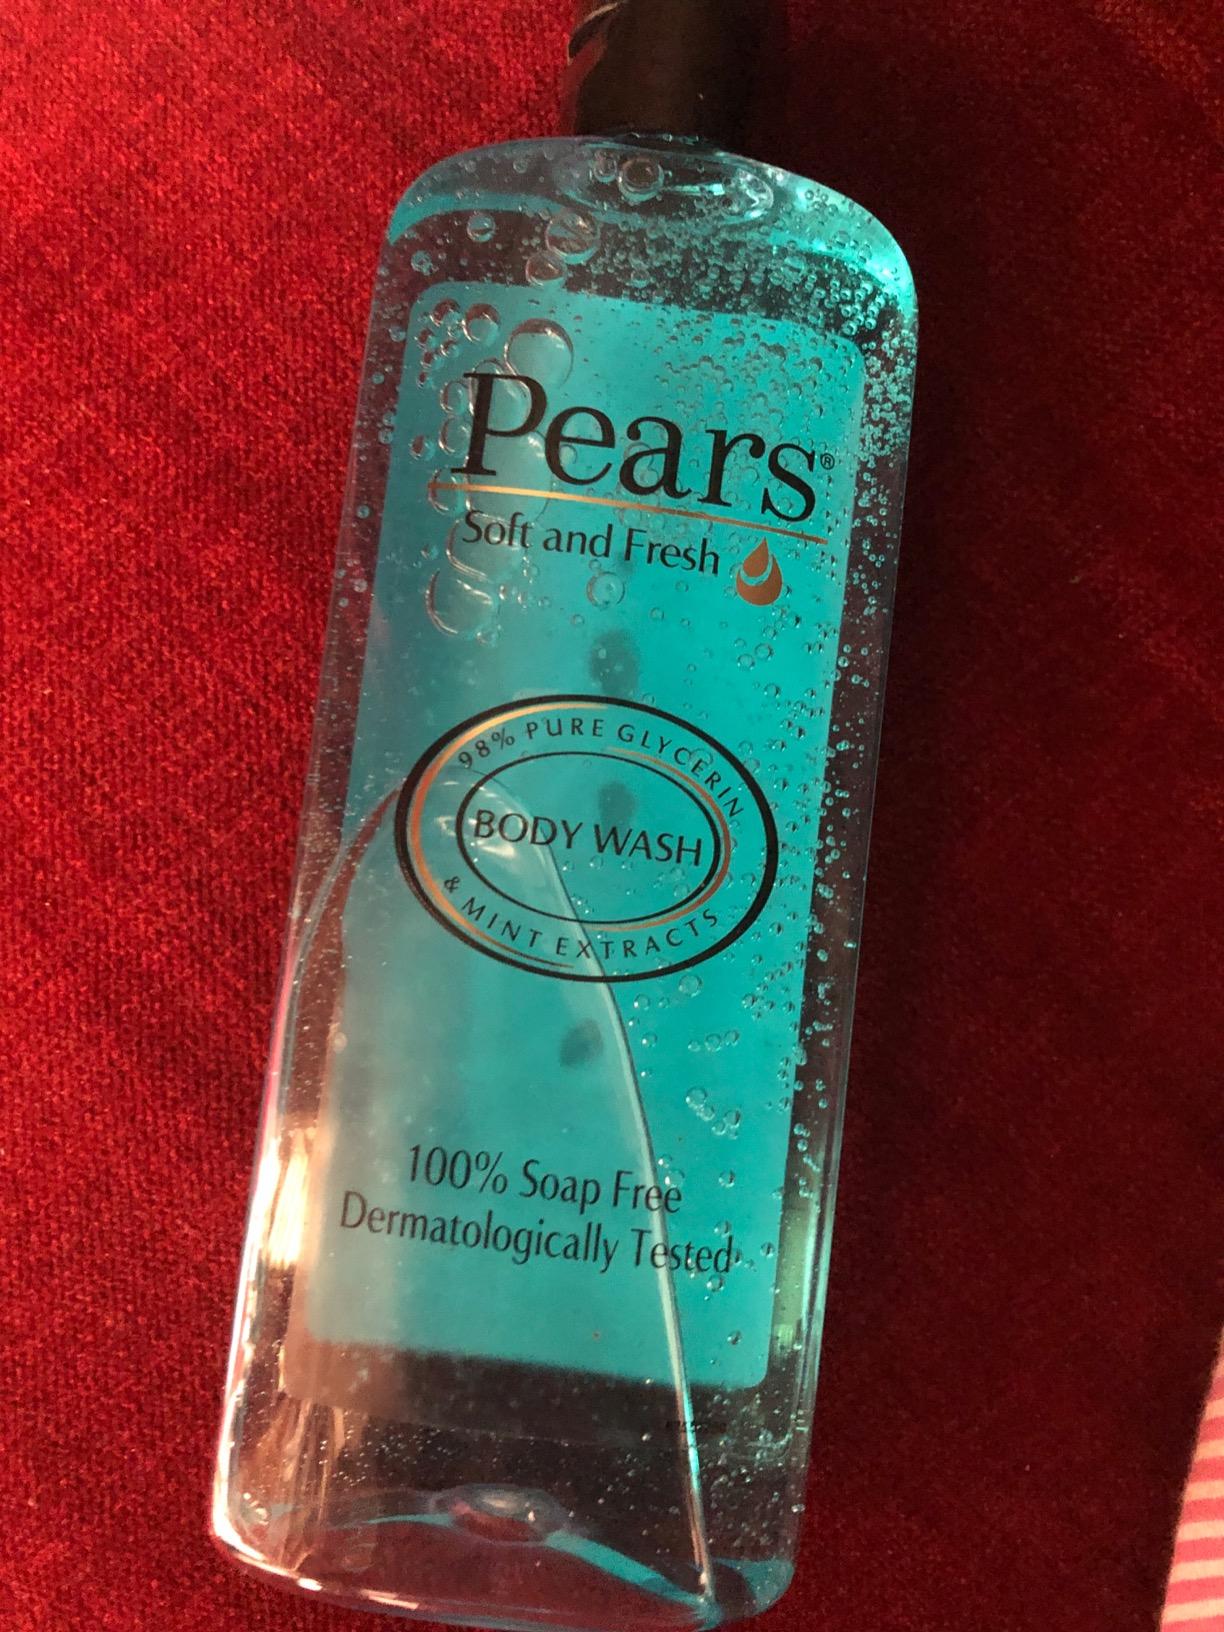 Pears®
Soft and Fresh
98% PURE GLYCERIN
BODY WASH
& MINT EXTRACTS
100% Soap Free
Dermatologically Tested